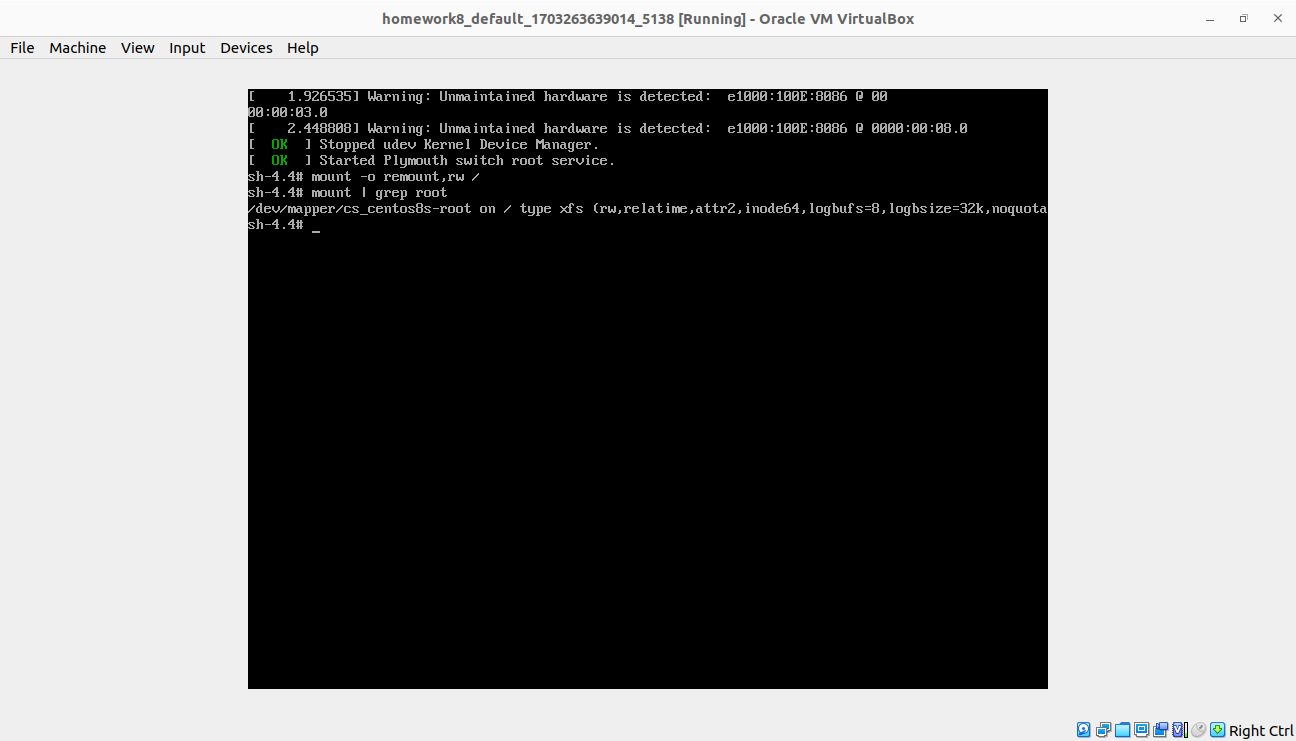 homework8_default_1703263639014_5138 [Running] - Oracle VM VirtualBox
File Machine View Input Devices Help
[    1.926535] Warning: Unmaintained hardware is detected:  e1000:100E:8086 @ 00
00:00:03.0
[    2.448808] Warning: Unmaintained hardware is detected:  e1000:100E:8086 @ 0000:00:08.0
[  OK  ] Stopped udev Kernel Device Manager.
[  OK  ] Started Plymouth switch root service.
sh-4.4# mount -o remount,rw /
sh-4.4# mount | grep root
/dev/mapper/cs_centos8s-root on / type xfs (rw,relatime,attr2,inode64,logbufs=8,logbsize=32k,noquota
sh-4.4# _
Right Ctrl